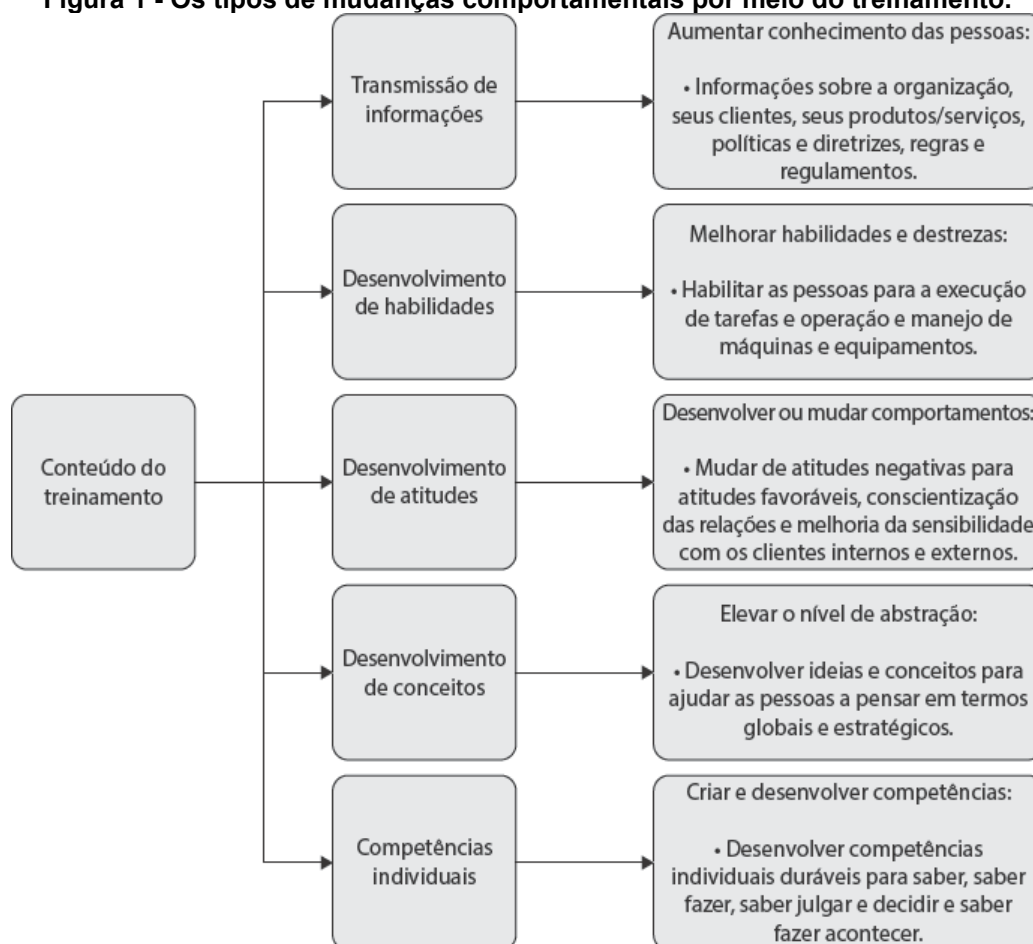 Figura 1 - Os tipos de mudanças comportamentais por meio do treinamento.
Conteúdo do
treinamento
Transmissão de
informações
Aumentar conhecimento das pessoas:
• Informações sobre a organização,
seus clientes, seus produtos/serviços,
políticas e diretrizes, regras e
regulamentos.
Desenvolvimento
de habilidades
Melhorar habilidades e destrezas:
• Habilitar as pessoas para a execução
de tarefas e operação e manejo de
máquinas e equipamentos.
Desenvolvimento
de atitudes
Desenvolver ou mudar comportamentos:
• Mudar de atitudes negativas para
atitudes favoráveis, conscientização
das relações e melhoria da sensibilidade
com os clientes internos e externos.
Desenvolvimento
de conceitos
Elevar o nível de abstração:
• Desenvolver ideias e conceitos para
ajudar as pessoas a pensar em termos
globais e estratégicos.
Competências
individuais
Criar e desenvolver competências:
• Desenvolver competências
individuais duráveis para saber, saber
fazer, saber julgar e decidir e saber
fazer acontecer.